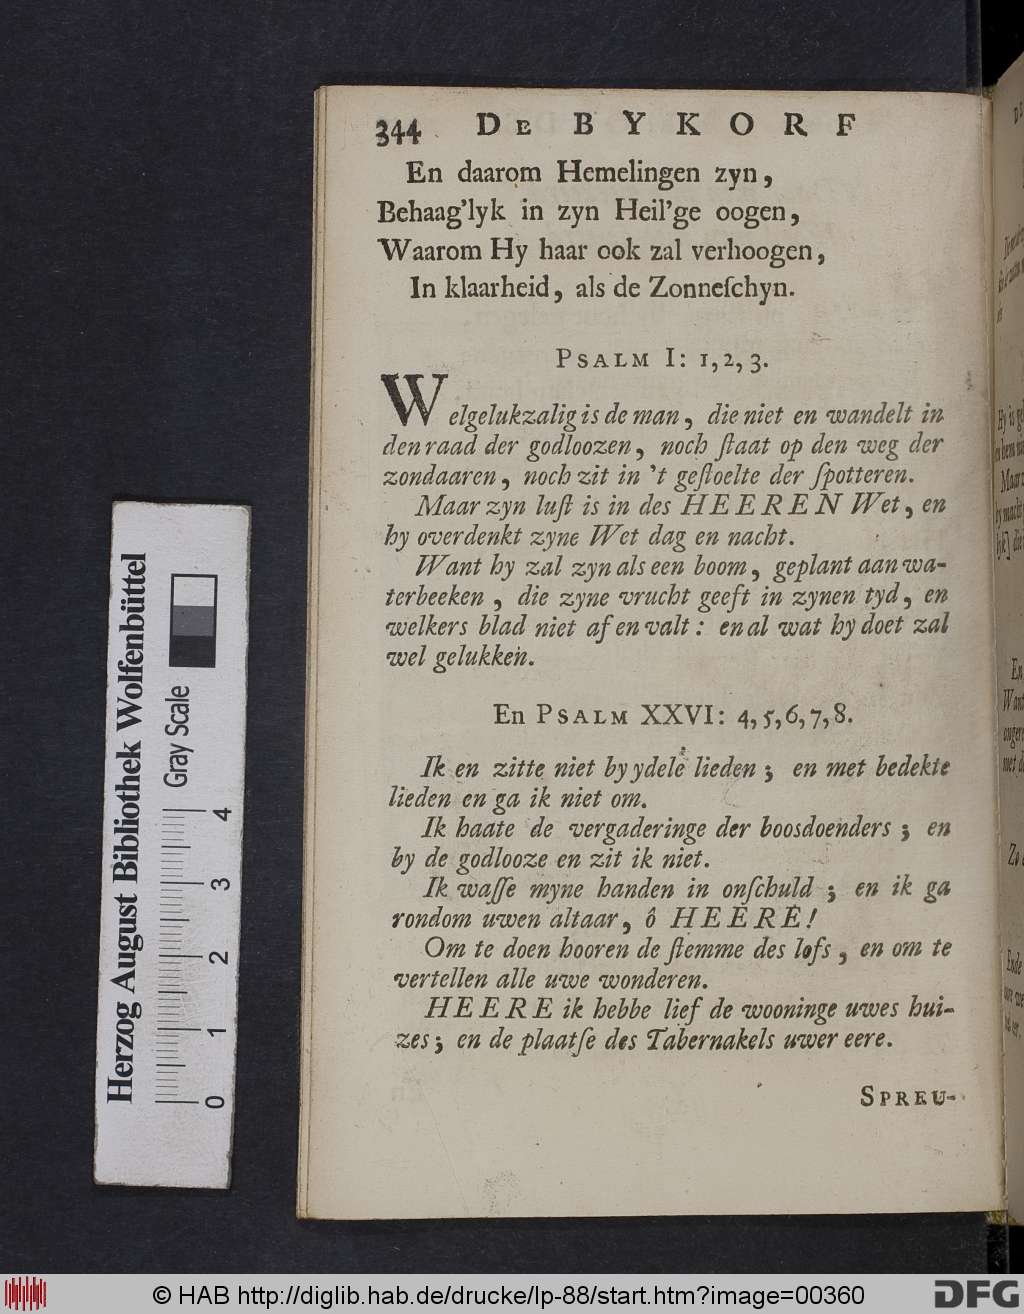 344 DE BYKORF
En daarom Hemelingen zyn,
Behaag'lyk in zyn Heil'ge oogen,
Waarom Hy haar ook zal verhoogen,
In klaarheid, als de Zonneſchyn.
PSALM I: 1, 2, 3.
Welgelukzalig is de man, die niet en wandelt in
den raad der godloozen, noch ſtaat op den weg der
zondaaren, noch zit in 't geſtoelte der ſpotteren.
Maar zyn luſt is in des HEEREN Wet, en
hy overdenkt zyne Wet dag en nacht.
Want hy zal zyn als een boom, geplant aan wa-
terbeeken, die zyne vrucht geeft in zynen tyd, en
welkers blad niet af en valt: en al wat hy doet zal
wel gelukken.
En PSALM XXVI: 4, 5, 6, 7, 8.
Ik en zitte niet by ydele lieden; en met bedekte
lieden en ga ik niet om.
Ik haate de vergaderinge der boosdoenders; en
by de godlooze en zit ik niet.
Ik waſſe myne handen in onſchuld; en ik ga
rondom uwen altaar, ô HEERE!
Om te doen hooren de ſtemme des lofs, en om te
vertellen alle uwe wonderen.
HEERE ik hebbe lief de wooninge uwes hui-
zes; en de plaatſe des Tabernakels uwer eere.
SPREU-
Herzog August Bibliothek Wolfenbüttel
Gray Scale
0 1 2 3 4
© HAB http://diglib.hab.de/drucke/lp-88/start.htm?image=00360
DFG